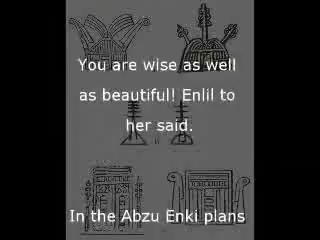 You are wise as well
as beautiful! Enlil to
her said.
In the Abzu Enki plans